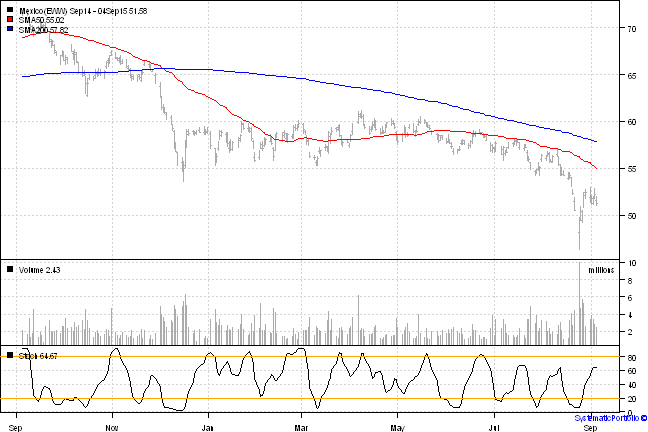 Mexico(EWW) Sep14 - 04Sep15 51.58
SMA50 55.02
SMA200 57.82
70
65
60
55
50
Volume 2.43
millions
10
8
6
4
2
Stoch 64.67
80
60
40
20
0
Sep
Nov
Jan
Mar
May
Jul
Sep
SystematicPortfolio ©